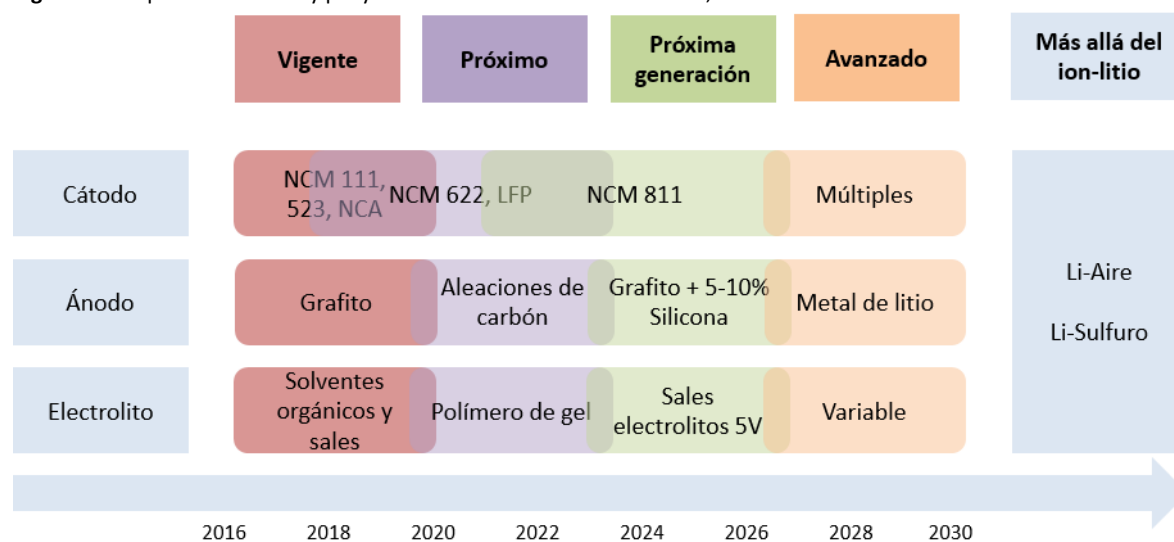 Vigente
Próximo
Próxima
generación
Avanzado
Más allá del
ion-litio
Cátodo
NCM 111,
523, NCA
NCM 622, LFP
NCM 811
Múltiples
Ánodo
Grafito
Aleaciones de
carbón
Grafito + 5-10%
Silicona
Metal de litio
Li-Aire
Li-Sulfuro
Electrolito
Solventes
orgánicos y
sales
Polímero de gel
Sales
electrolitos 5V
Variable
2016
2018
2020
2022
2024
2026
2028
2030